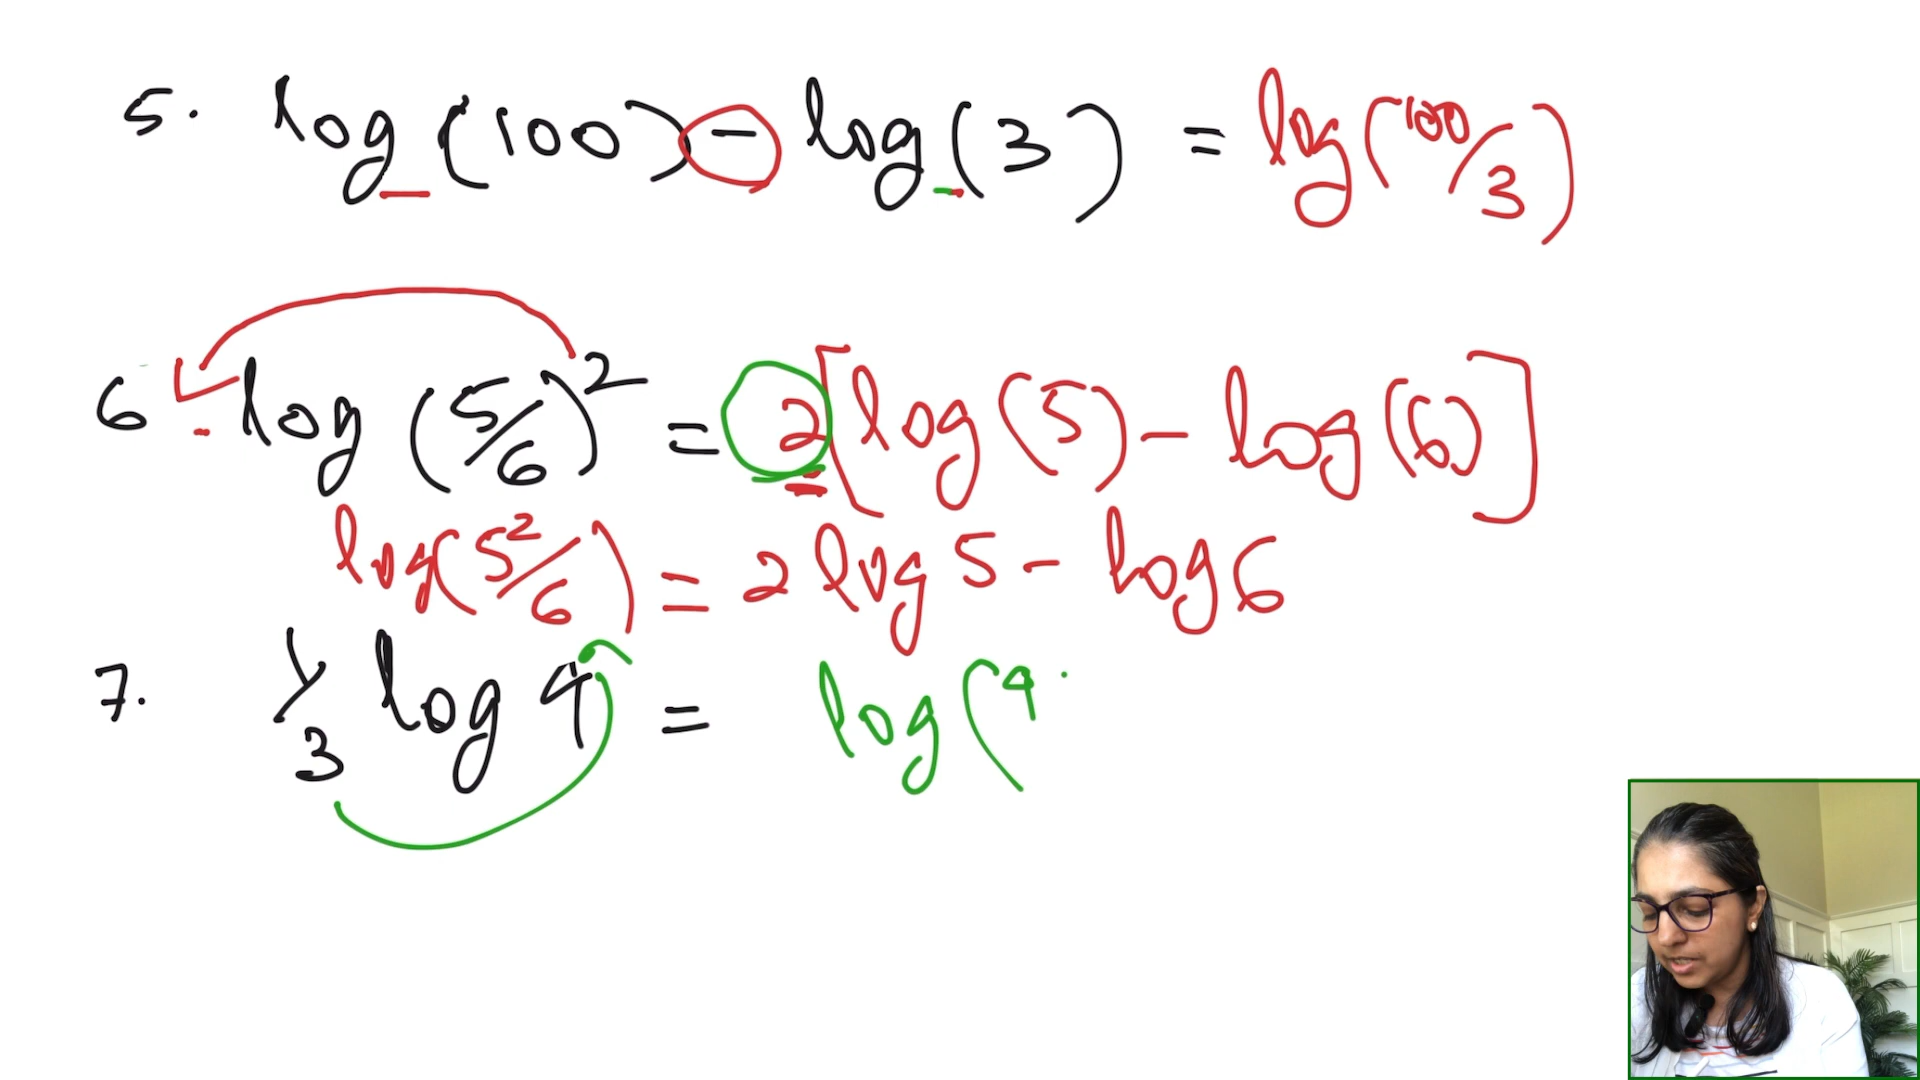 5. log (100) - log (3) = log (100/3)
6 log (5/6)² = 2[log (5) - log (6)]
log (5²/6) = 2 log 5 - log 6
7. 1/3 log 4 = log (4